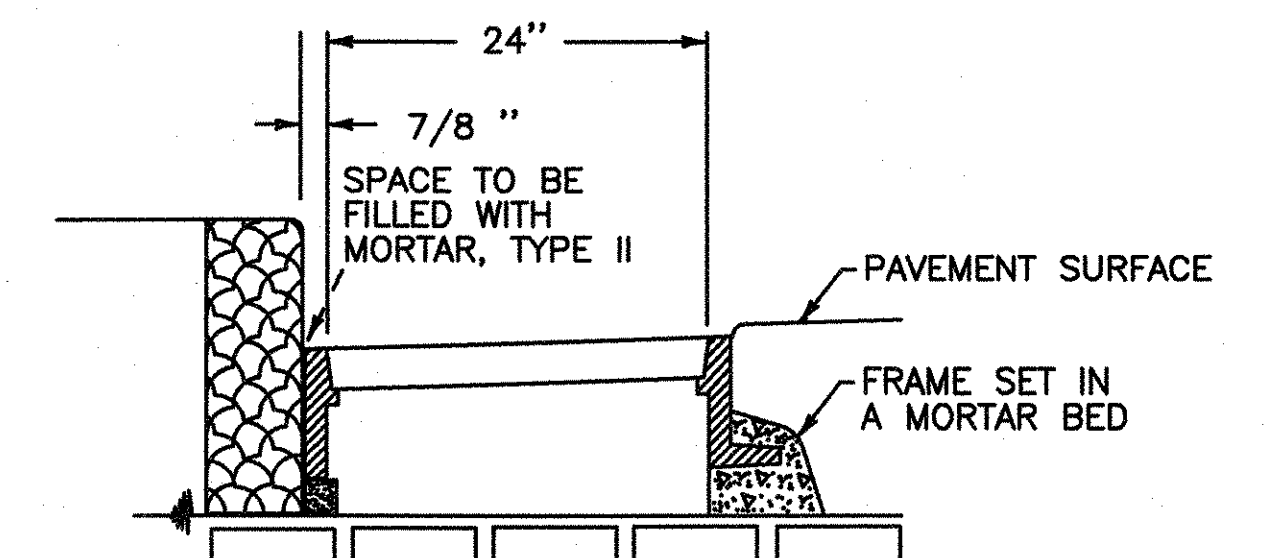 24"
7/8 "
SPACE TO BE
FILLED WITH
MORTAR, TYPE II
PAVEMENT SURFACE
FRAME SET IN
A MORTAR BED